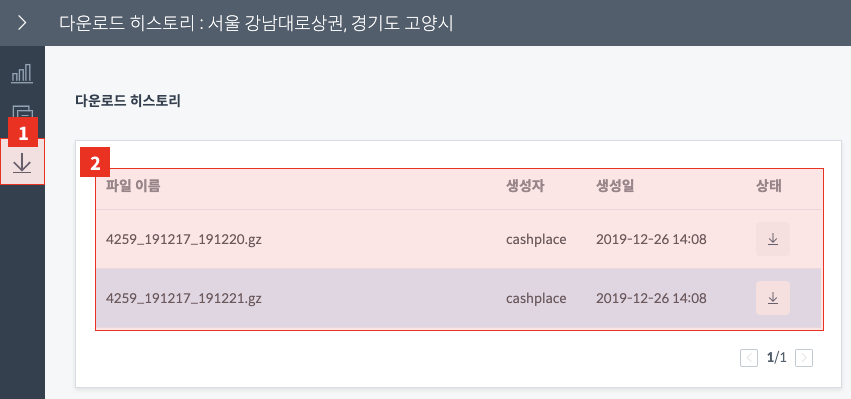 다운로드 히스토리 : 서울 강남대로상권, 경기도 고양시
다운로드 히스토리
1
2
파일 이름 생성자 생성일 상태
4259_191217_191220.gz cashplace 2019-12-26 14:08
4259_191217_191221.gz cashplace 2019-12-26 14:08
1/1